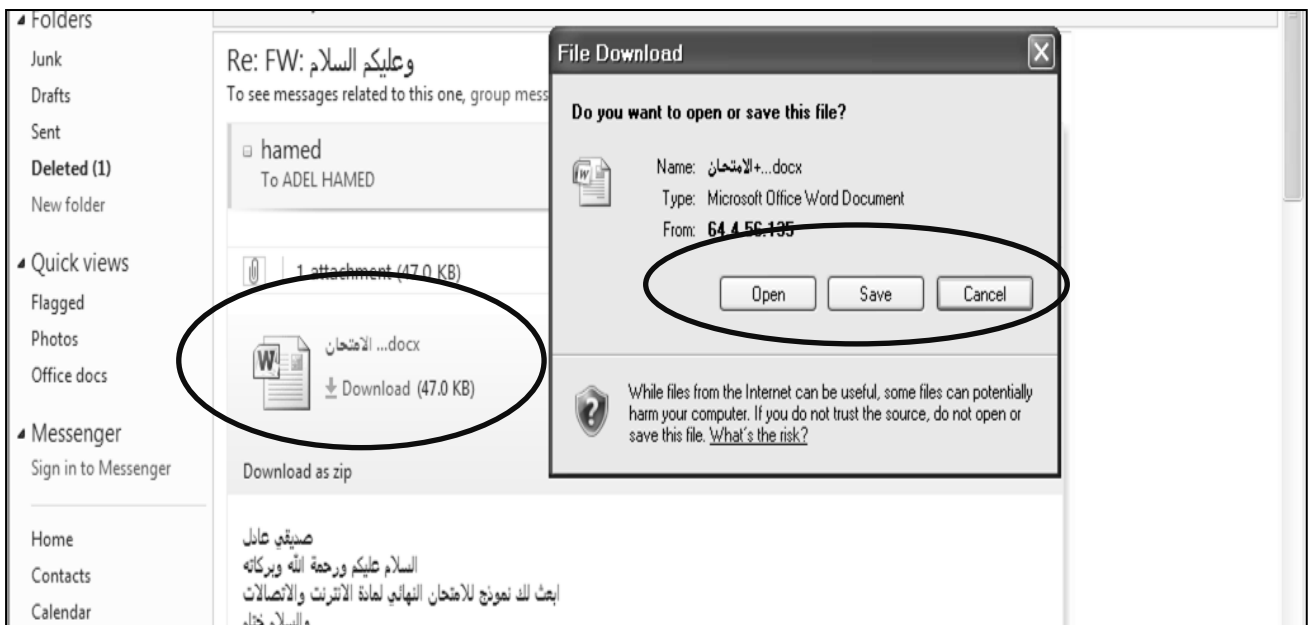 Folders
Junk
Drafts
Sent
Deleted (1)
New folder
Quick views
Flagged
Photos
Office docs
Messenger
Sign in to Messenger
Home
Contacts
Calendar
Re: FW: وعليكم السلام
To see messages related to this one, group mess
hamed
To ADEL HAMED
1 attachment (47.0 KB)
الامتحان ...docx
Download (47.0 KB)
Download as zip
صديقي عادل
السلام عليكم ورحمة الله وبركاته
ابعث لك نموذج للامتحان النهائي لمادة الانترنت والاتصالات
File Download
Do you want to open or save this file?
Name: الامتحان+...docx
Type: Microsoft Office Word Document
From: 64.4.56.135
Open Save Cancel
While files from the Internet can be useful, some files can potentially
harm your computer. If you do not trust the source, do not open or
save this file. What's the risk?